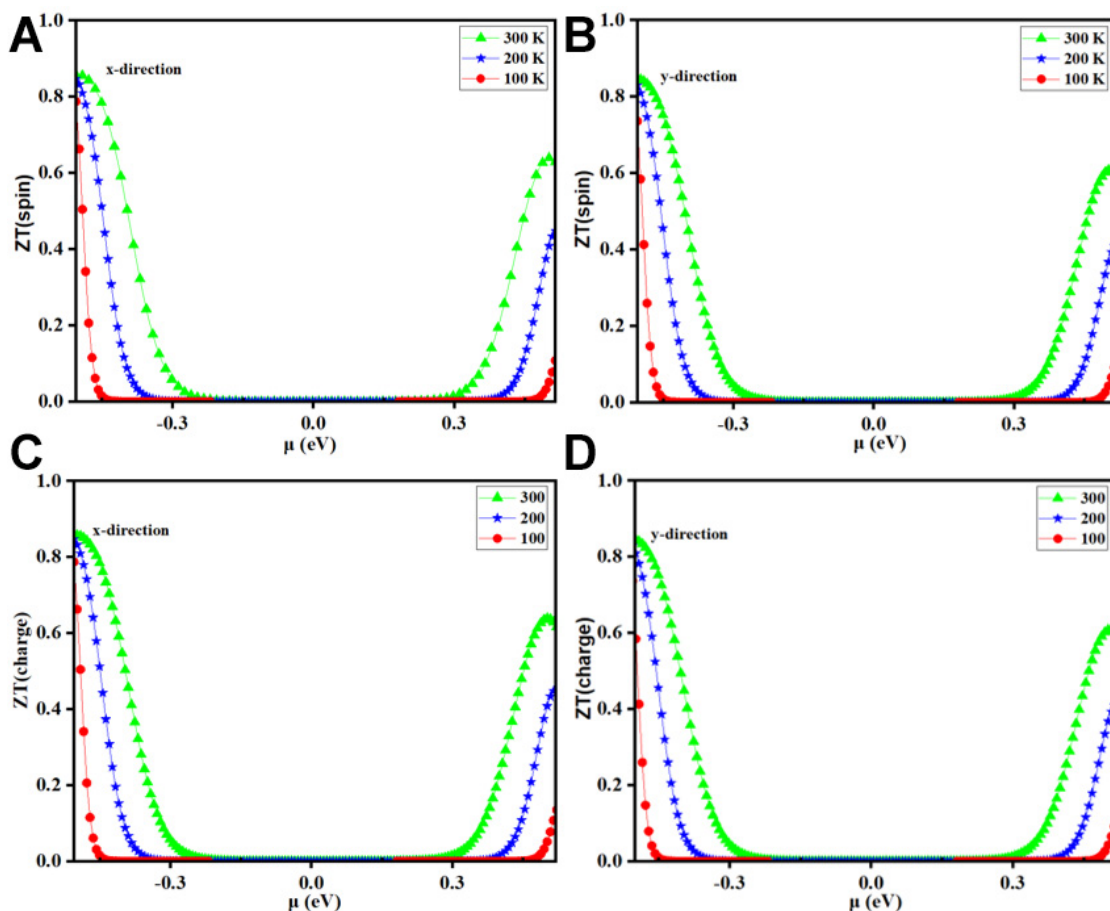 A
1.0
0.8
0.6
0.4
0.2
0.0
ZT(spin)
x-direction
300 K
200 K
100 K
-0.3
0.0
0.3
μ (eV)
B
1.0
0.8
0.6
0.4
0.2
0.0
ZT(spin)
y-direction
300 K
200 K
100 K
-0.3
0.0
0.3
μ (eV)
C
1.0
0.8
0.6
0.4
0.2
0.0
ZT(charge)
x-direction
300
200
100
-0.3
0.0
0.3
μ (eV)
D
1.0
0.8
0.6
0.4
0.2
0.0
ZT(charge)
y-direction
300
200
100
-0.3
0.0
0.3
μ (eV)